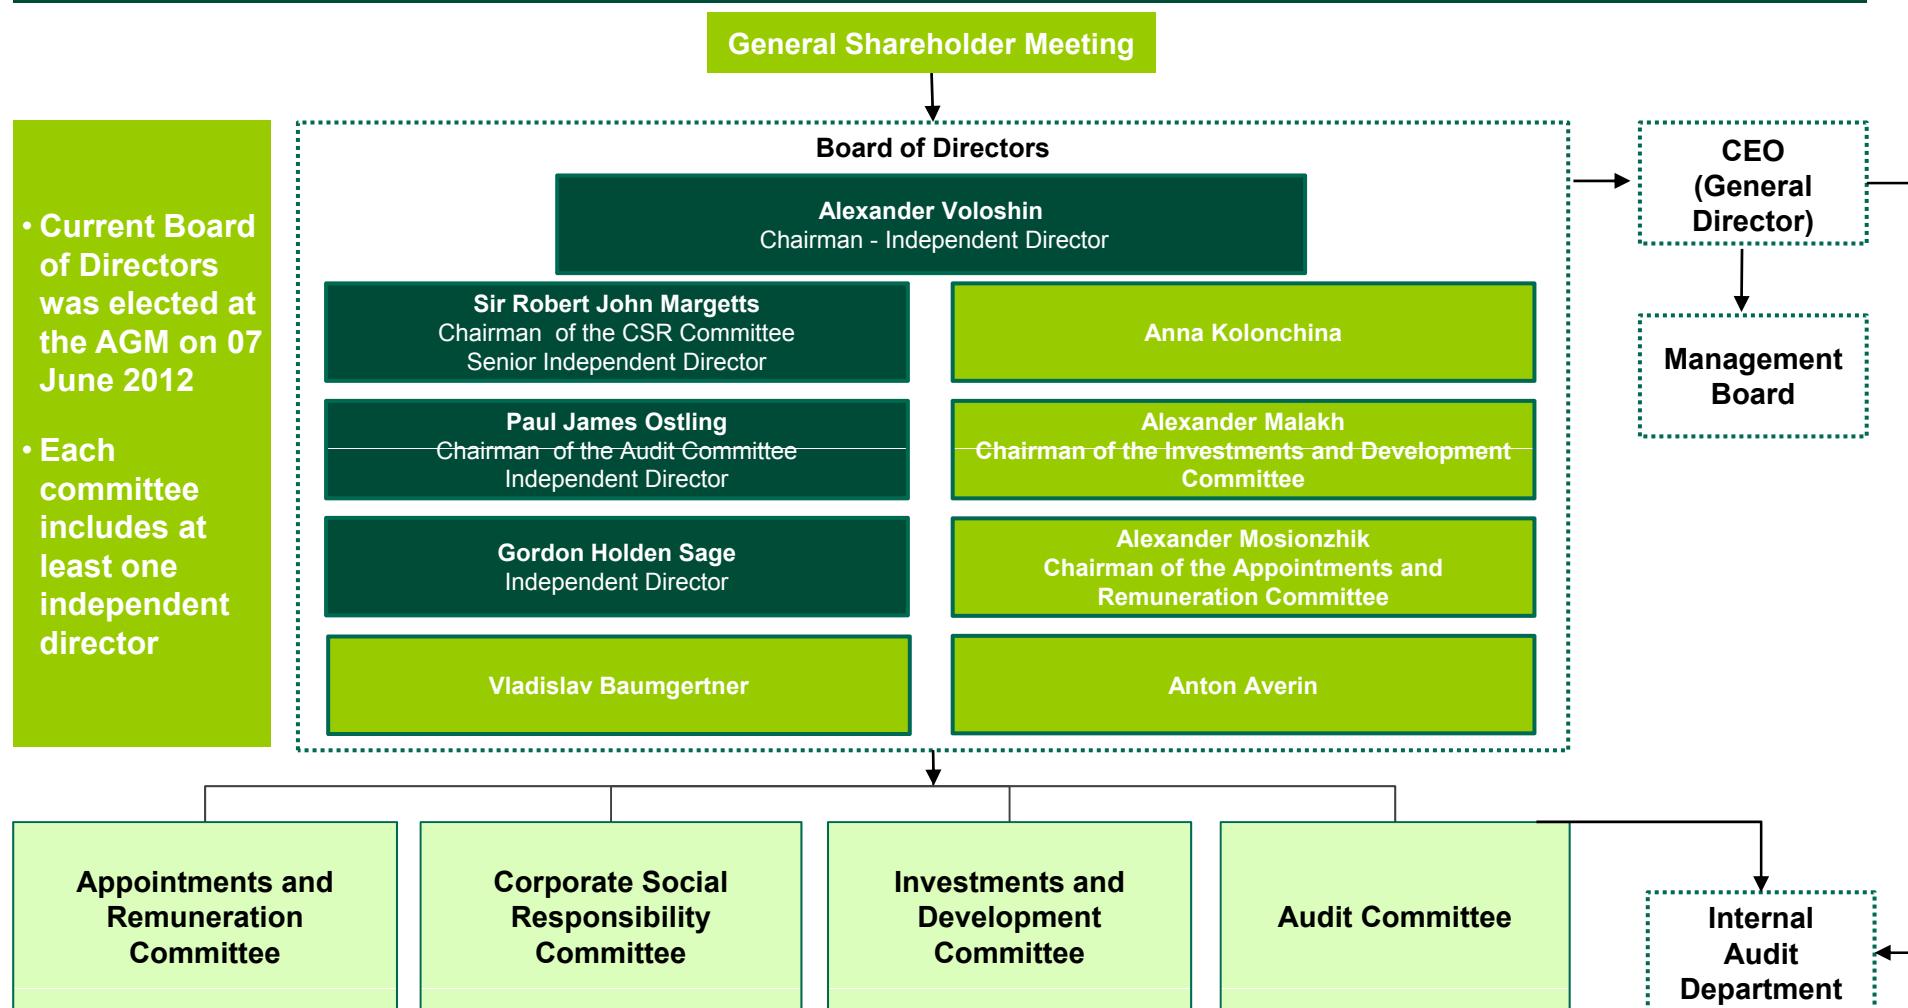 General Shareholder Meeting
• Current Board
of Directors
was elected at
the AGM on 07
June 2012
• Each
committee
includes at
least one
independent
director
Board of Directors
Alexander Voloshin
Chairman - Independent Director
Sir Robert John Margetts
Chairman of the CSR Committee
Senior Independent Director
Anna Kolonchina
Paul James Ostling
Chairman of the Audit Committee
Independent Director
Alexander Malakh
Chairman of the Investments and Development
Committee
Gordon Holden Sage
Independent Director
Alexander Mosionzhik
Chairman of the Appointments and
Remuneration Committee
Vladislav Baumgertner
Anton Averin
CEO
(General
Director)
Management
Board
Appointments and
Remuneration
Committee
Corporate Social
Responsibility
Committee
Investments and
Development
Committee
Audit Committee
Internal
Audit
Department